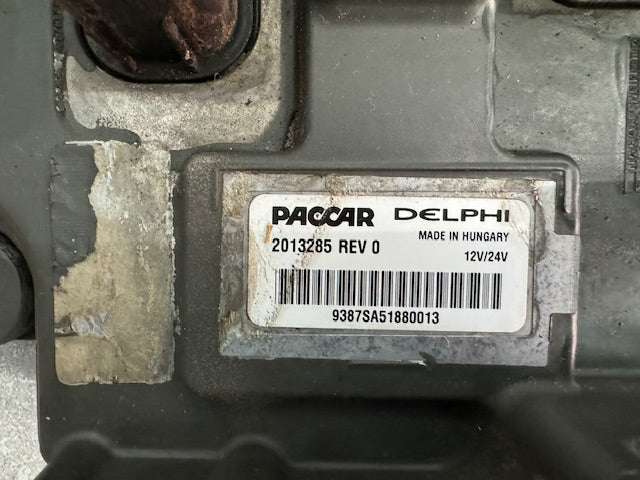 PACCAR DELPHI
MADE IN HUNGARY
2013285 REV 0
12V/24V
9387SA51880013